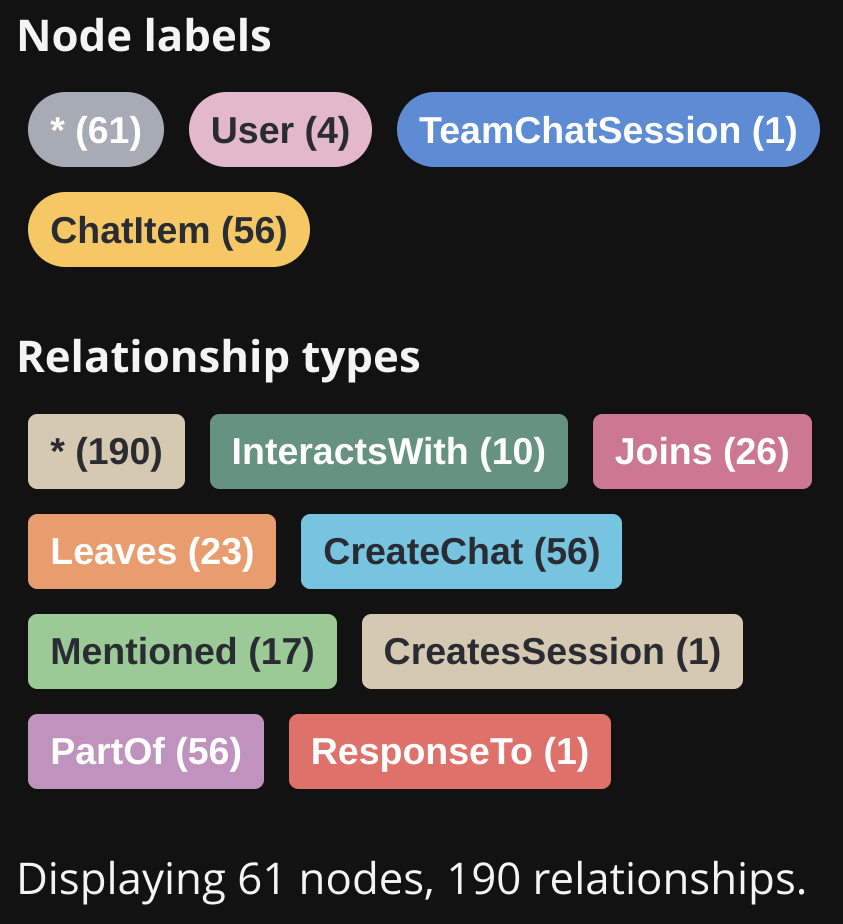 Node labels
* (61) User (4) TeamChatSession (1)
ChatItem (56)
Relationship types
* (190) InteractsWith (10) Joins (26)
Leaves (23) CreateChat (56)
Mentioned (17) CreatesSession (1)
PartOf (56) ResponseTo (1)
Displaying 61 nodes, 190 relationships.